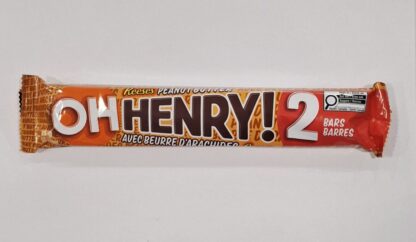 Reese's PEANUT BUTTER
OH HENRY!
AVEC BEURRE D'ARACHIDES
2
BARS
BARRES